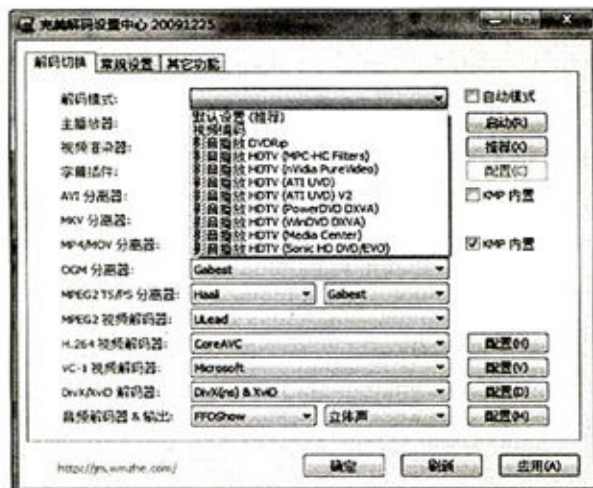 完美解码设置中心 20091225
解码切换 常规设置 其它功能
解码模式: 自动模式
主播放器: 启动(R)
视频渲染器: 推荐(X)
字幕插件: 配置(C)
AVI 分离器: KMP 内置
MKV 分离器:
MP4/MOV 分离器: KMP 内置
默认设置 (推荐)
视频编码
影音播放 DVDRip
影音播放 HDTV (MPC-HC Filters)
影音播放 HDTV (nVidia PureVideo)
影音播放 HDTV (ATI UVD)
影音播放 HDTV (ATI UVD) V2
影音播放 HDTV (PowerDVD DXVA)
影音播放 HDTV (WinDVD DXVA)
影音播放 HDTV (Media Center)
影音播放 HDTV (Sonic HD DVD/EVO)
OGM 分离器: Gabest
MPEG2 TS/PS 分离器: Haali Gabest
MPEG2 视频解码器: ULead
H.264 视频解码器: CoreAVC 配置(H)
VC-1 视频解码器: Microsoft 配置(V)
DivX/XviD 解码器: DivX(ns) & XviD 配置(D)
音频解码器 & 输出: FFDShow 立体声 配置(M)
确定 刷新 应用(A)